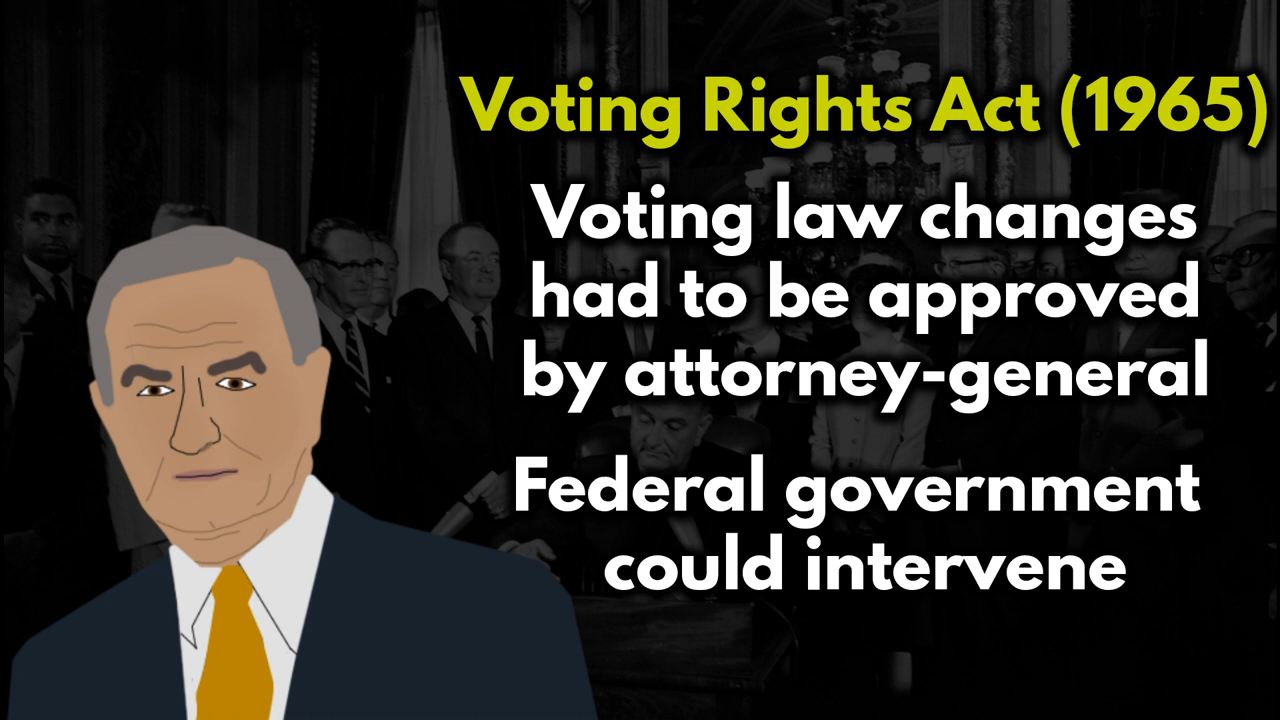 Voting Rights Act (1965)
Voting law changes
had to be approved
by attorney-general
Federal government
could intervene